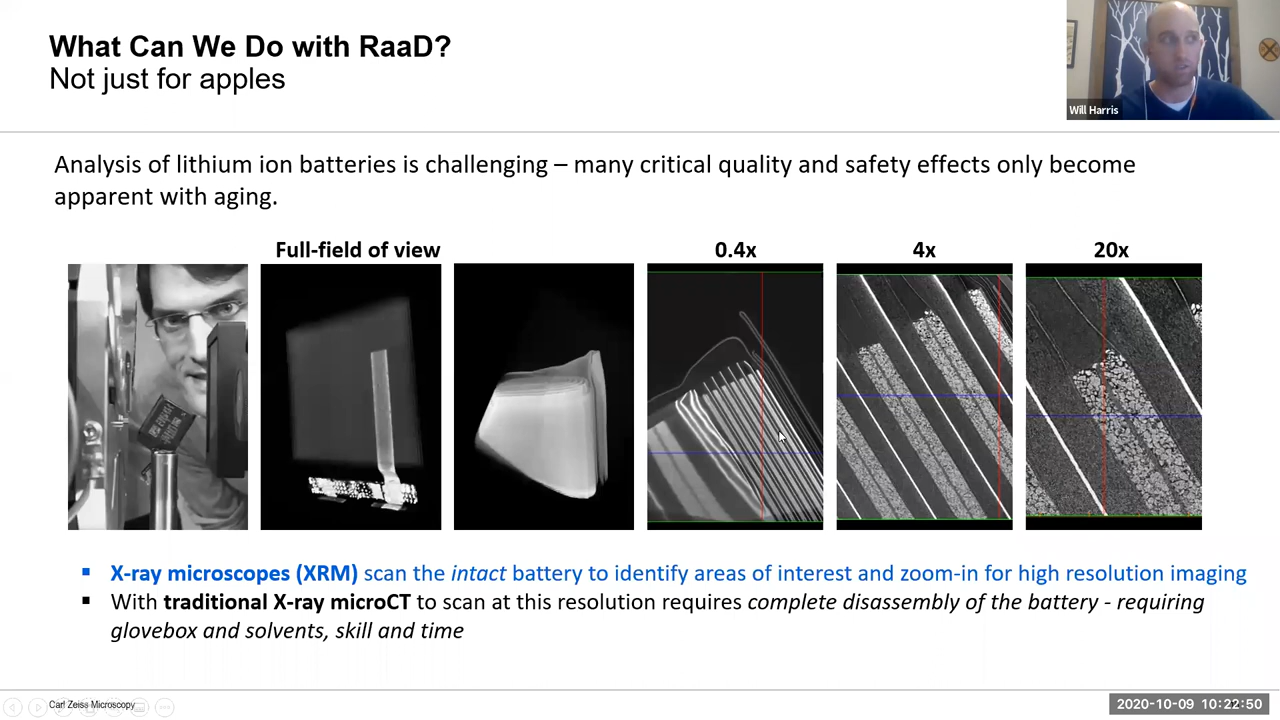 What Can We Do with RaaD?
Not just for apples
Will Harris
Analysis of lithium ion batteries is challenging – many critical quality and safety effects only become
apparent with aging.
Full-field of view
0.4x
4x
20x
▪ X-ray microscopes (XRM) scan the intact battery to identify areas of interest and zoom-in for high resolution imaging
▪ With traditional X-ray microCT to scan at this resolution requires complete disassembly of the battery - requiring
glovebox and solvents, skill and time
Carl Zeiss Microscopy
2020-10-09 10:22:50